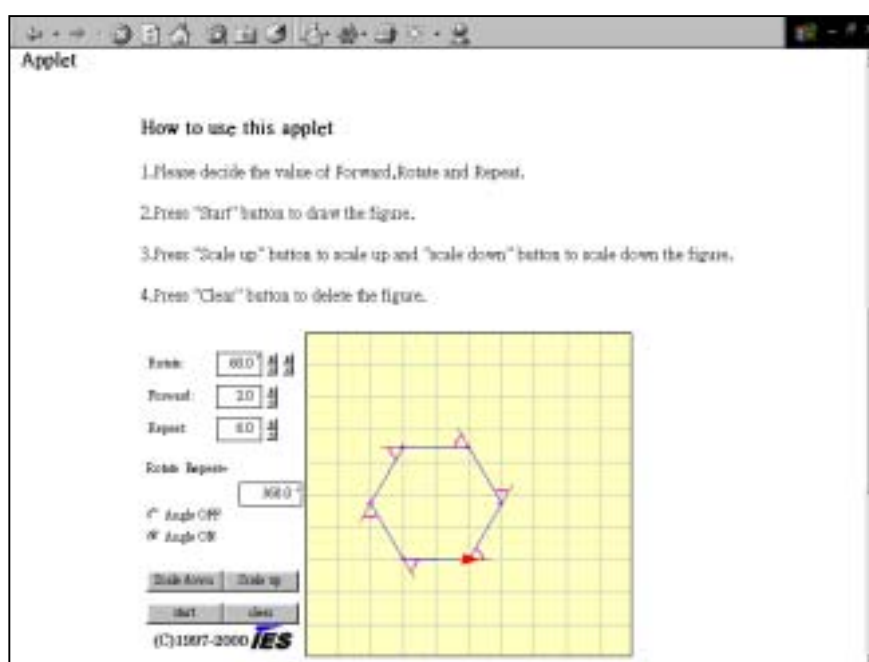 Applet
How to use this applet
1.Please decide the value of Forward,Rotate and Repeat.
2.Press "Start" button to draw the figure.
3.Press "Scale up" button to scale up and "scale down" button to scale down the figure.
4.Press "Clear" button to delete the figure.
Rotate 60.0°
Forward 2.0
Repeat 6.0
Rotate Repeat=
360.0°
Angle OFF
Angle ON
Scale down Scale up
start clear
(C)1997-2000 IES